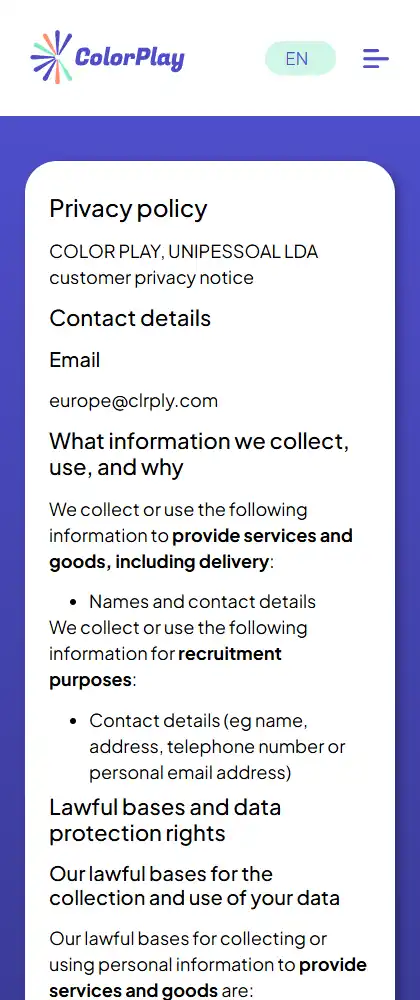 ColorPlay
EN
Privacy policy
COLOR PLAY, UNIPESSOAL LDA
customer privacy notice
Contact details
Email
europe@clrply.com
What information we collect,
use, and why
We collect or use the following
information to provide services and
goods, including delivery:
• Names and contact details
We collect or use the following
information for recruitment
purposes:
• Contact details (eg name,
address, telephone number or
personal email address)
Lawful bases and data
protection rights
Our lawful bases for the
collection and use of your data
Our lawful bases for collecting or
using personal information to provide
services and goods are: